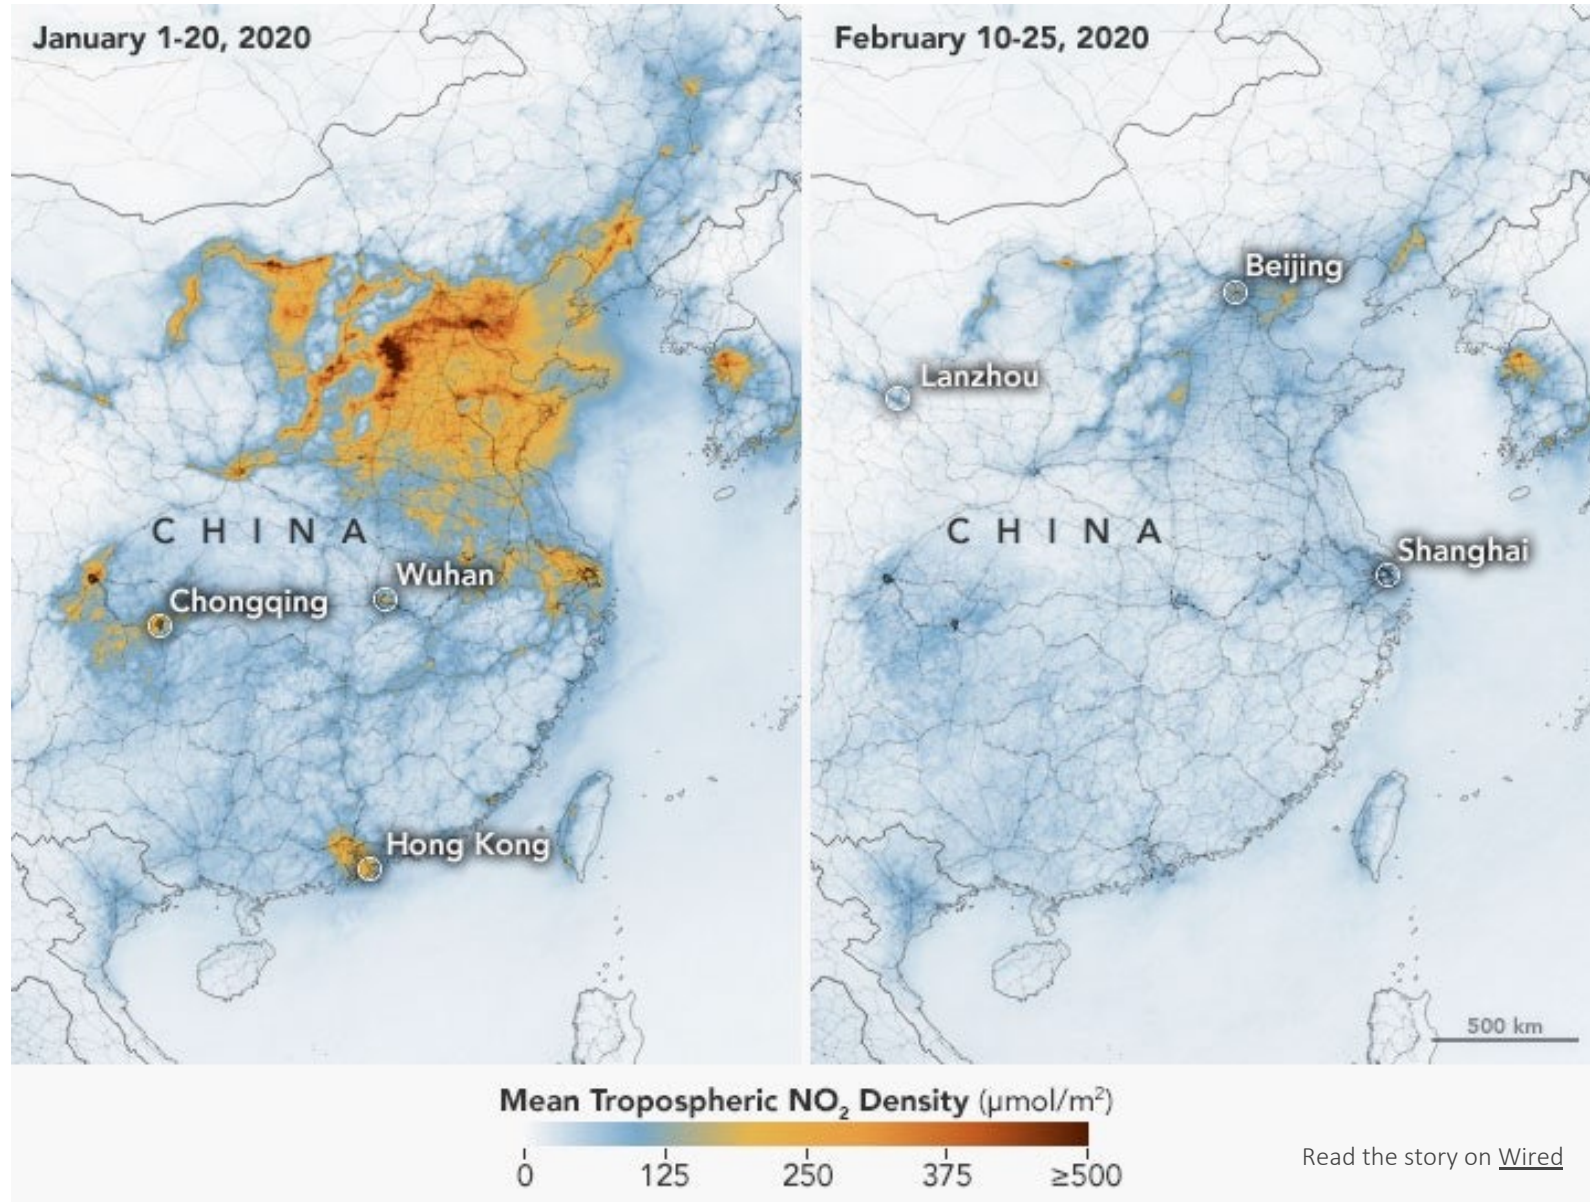 January 1-20, 2020
C H I N A
Wuhan
Chongqing
Hong Kong
February 10-25, 2020
Beijing
Lanzhou
C H I N A
Shanghai
500 km
Mean Tropospheric NO₂ Density (μmol/m²)
0 125 250 375 ≥500
Read the story on Wired